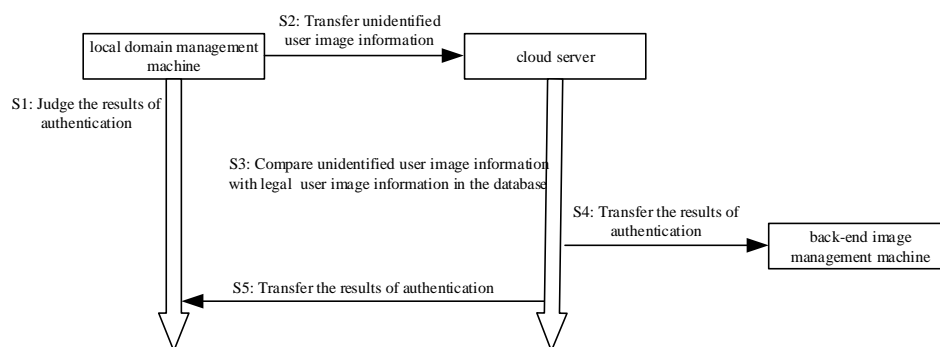 S2: Transfer unidentified
user image information
local domain management
machine
cloud server
S1: Judge the results of
authentication
S3: Compare unidentified user image information
with legal  user image information in the database
S4: Transfer the results of
authentication
back-end image
management machine
S5: Transfer the results of authentication